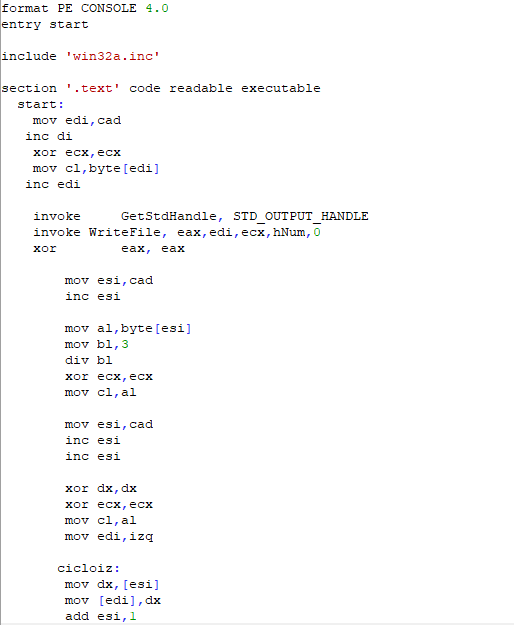 format PE CONSOLE 4.0
entry start
include 'win32a.inc'
section '.text' code readable executable
start:
mov edi,cad
inc di
xor ecx,ecx
mov cl,byte[edi]
inc edi
invoke GetStdHandle, STD_OUTPUT_HANDLE
invoke WriteFile, eax,edi,ecx,hNum,0
xor eax, eax
mov esi,cad
inc esi
mov al,byte[esi]
mov bl,3
div bl
xor ecx,ecx
mov cl,al
mov esi,cad
inc esi
inc esi
xor dx,dx
xor ecx,ecx
mov cl,al
mov edi,izq
cicloiz:
mov dx,[esi]
mov [edi],dx
add esi,1